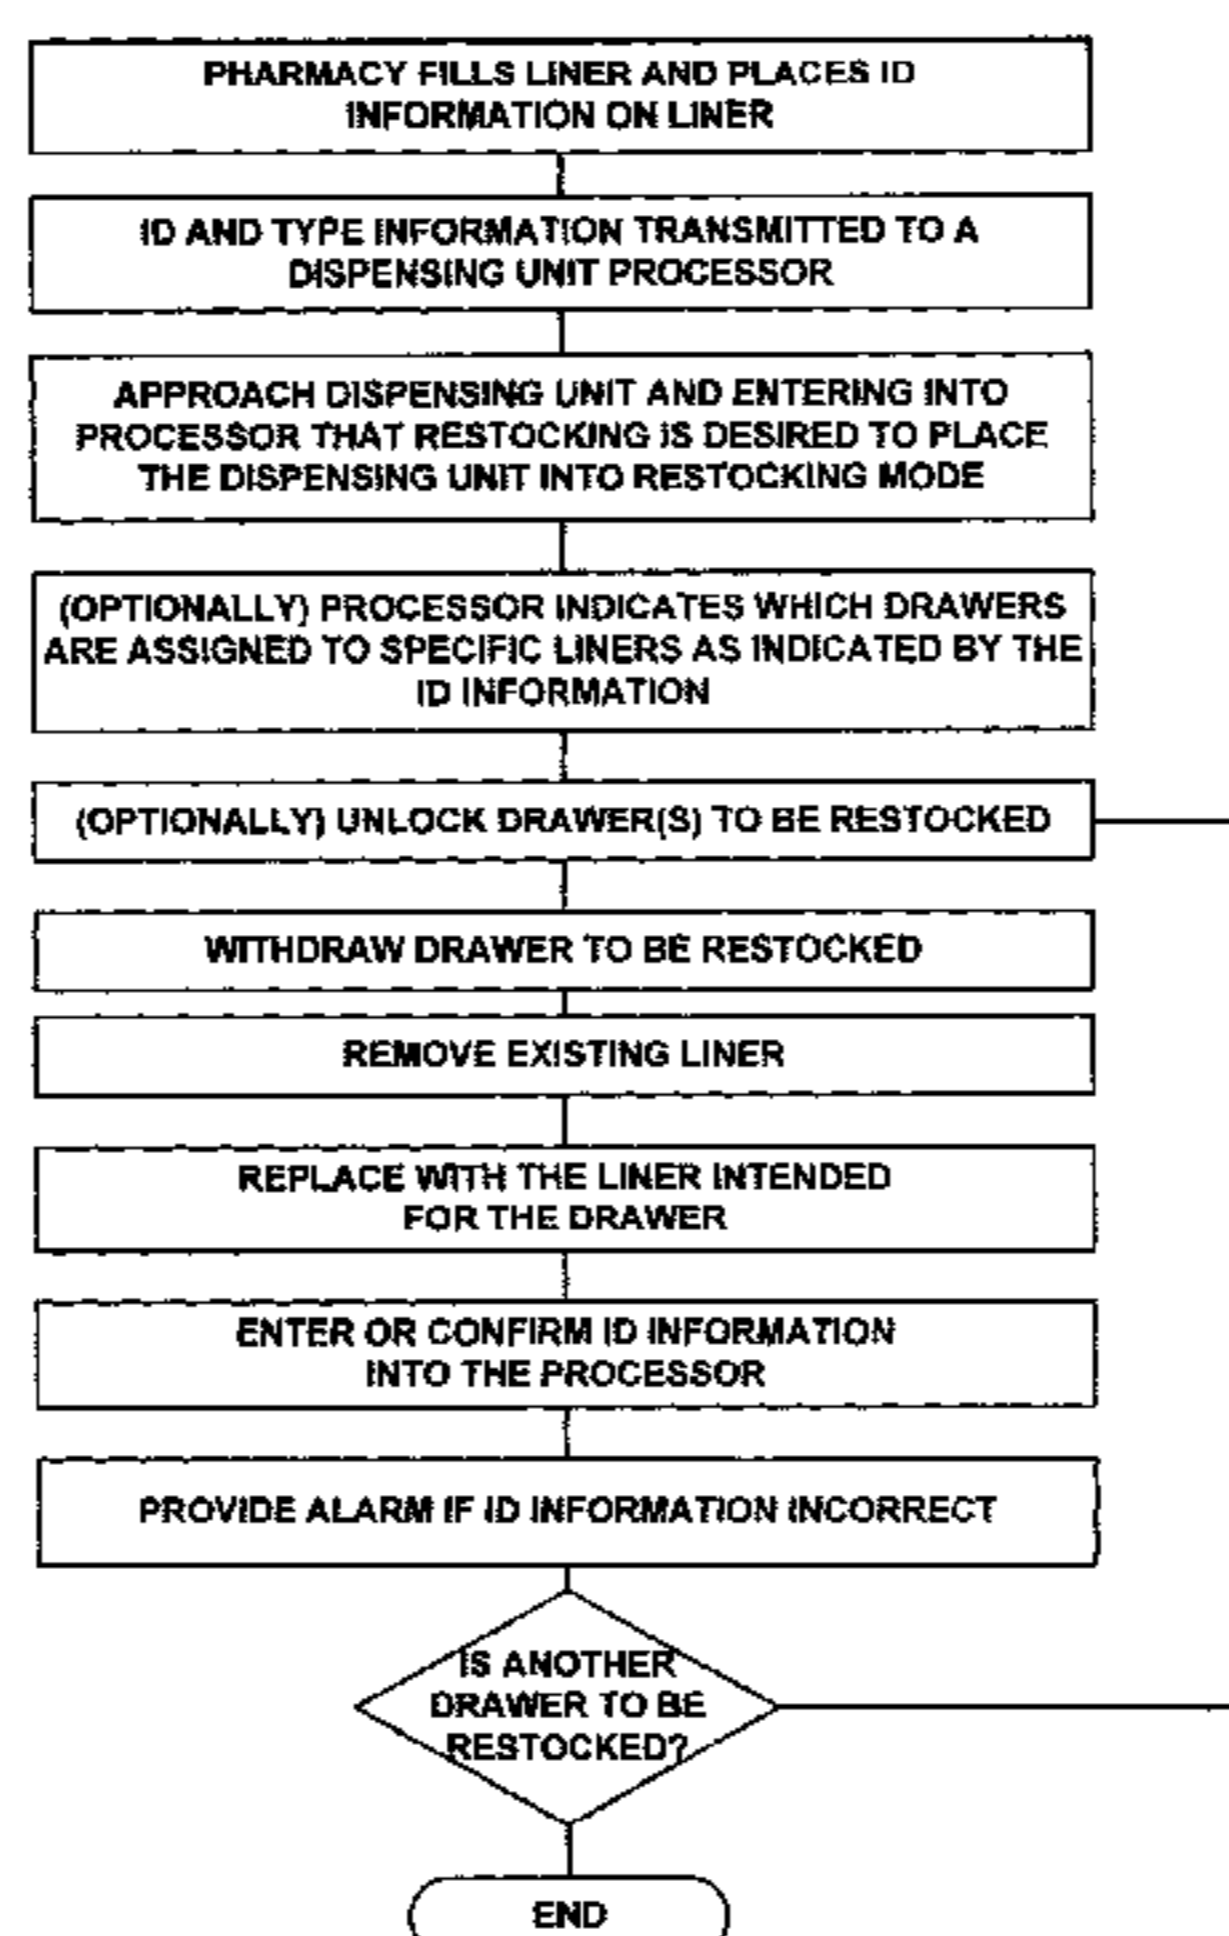 PHARMACY FILLS LINER AND PLACES ID
INFORMATION ON LINER
ID AND TYPE INFORMATION TRANSMITTED TO A
DISPENSING UNIT PROCESSOR
APPROACH DISPENSING UNIT AND ENTERING INTO
PROCESSOR THAT RESTOCKING IS DESIRED TO PLACE
THE DISPENSING UNIT INTO RESTOCKING MODE
(OPTIONALLY) PROCESSOR INDICATES WHICH DRAWERS
ARE ASSIGNED TO SPECIFIC LINERS AS INDICATED BY THE
ID INFORMATION
(OPTIONALLY) UNLOCK DRAWER(S) TO BE RESTOCKED
WITHDRAW DRAWER TO BE RESTOCKED
REMOVE EXISTING LINER
REPLACE WITH THE LINER INTENDED
FOR THE DRAWER
ENTER OR CONFIRM ID INFORMATION
INTO THE PROCESSOR
PROVIDE ALARM IF ID INFORMATION INCORRECT
IS ANOTHER
DRAWER TO BE
RESTOCKED?
END